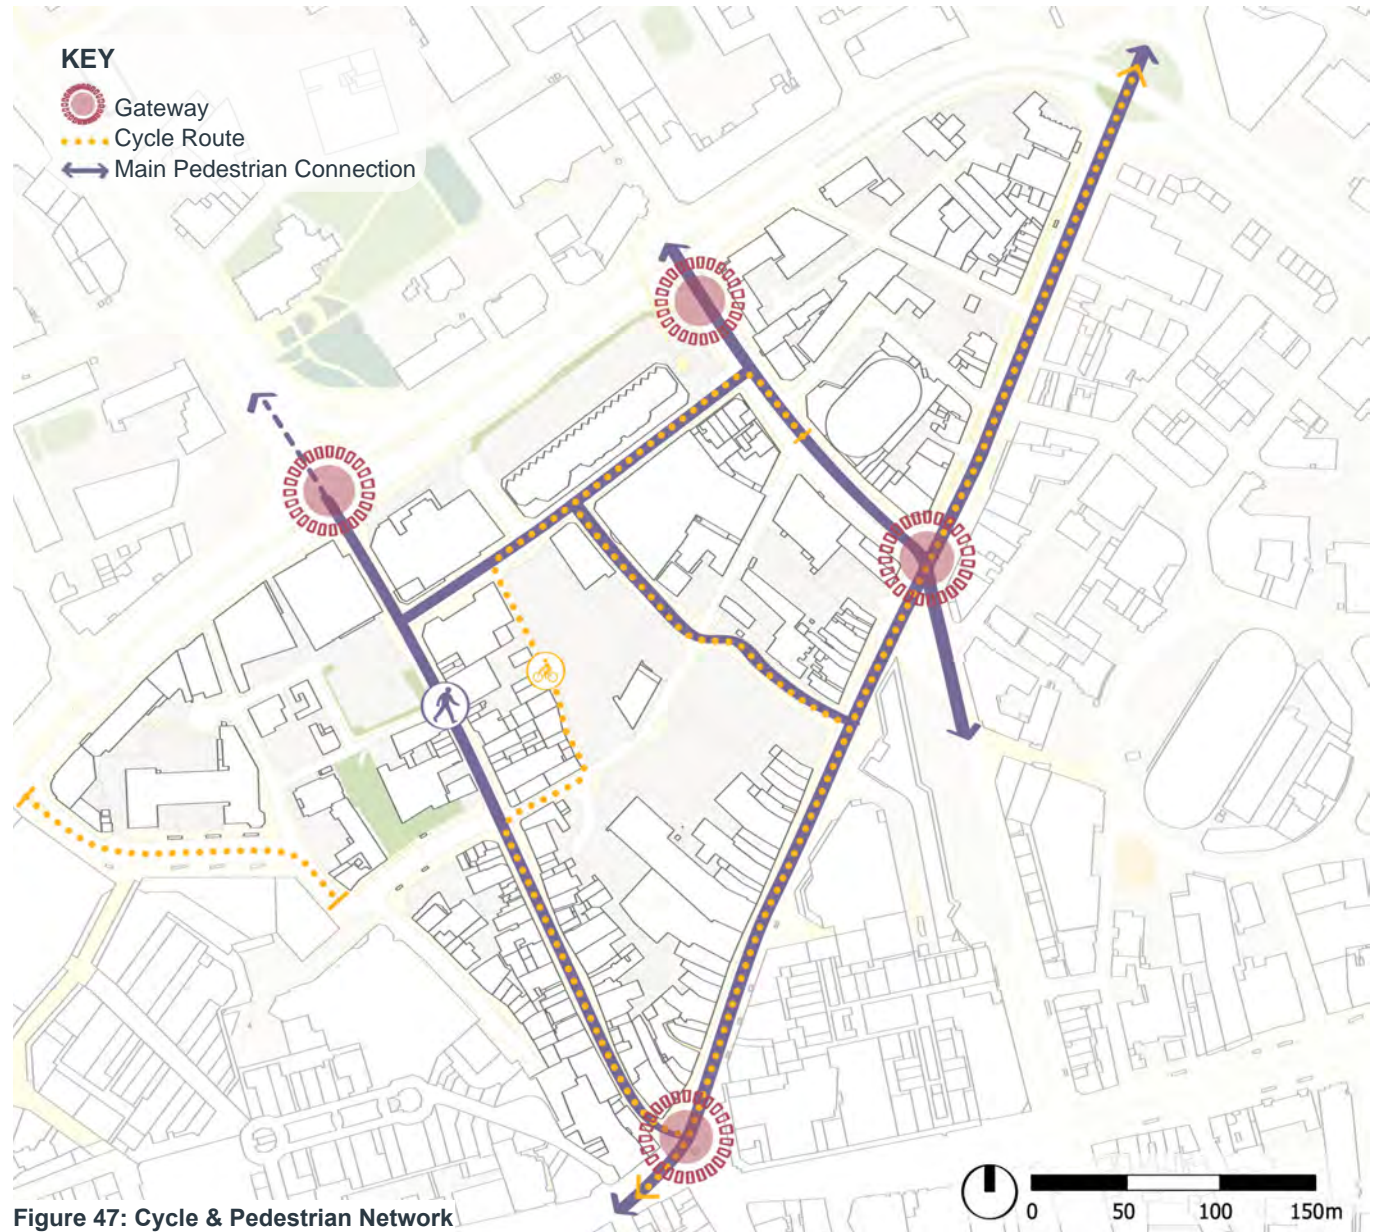 KEY
Gateway
Cycle Route
Main Pedestrian Connection
0 50 100 150m
Figure 47: Cycle & Pedestrian Network